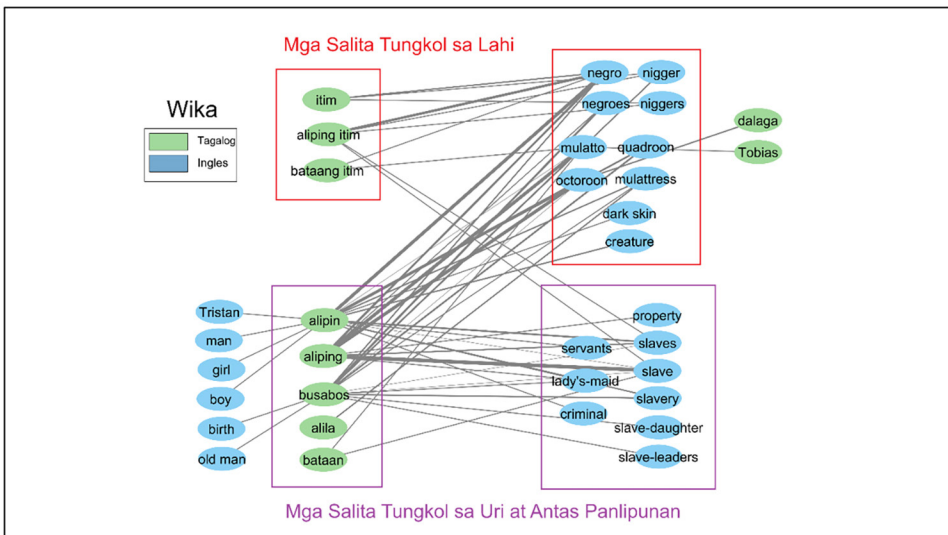 Mga Salita Tungkol sa Lahi
Wika
Tagalog
Ingles
itim
aliping itim
bataang itim
negro
nigger
negroes
niggers
mulatto
quadroon
octoroon
mulattress
dark skin
creature
dalaga
Tobias
Tristan
man
girl
boy
birth
old man
alipin
aliping
busabos
alila
bataan
property
servants
slaves
slave
lady's-maid
slavery
criminal
slave-daughter
slave-leaders
Mga Salita Tungkol sa Uri at Antas Panlipunan